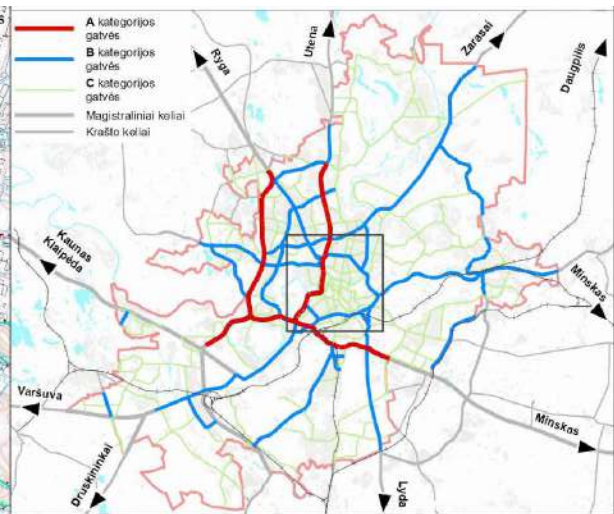 A kategorijos
gatvės
B kategorijos
gatvės
C kategorijos
gatvės
Magistraliniai keliai
Krašto keliai
Utena
Zarasai
Ryga
Daugpilis
Kaunas
Klaipėda
Minskas
Varšuva
Minskas
Druskininkai
Lyda